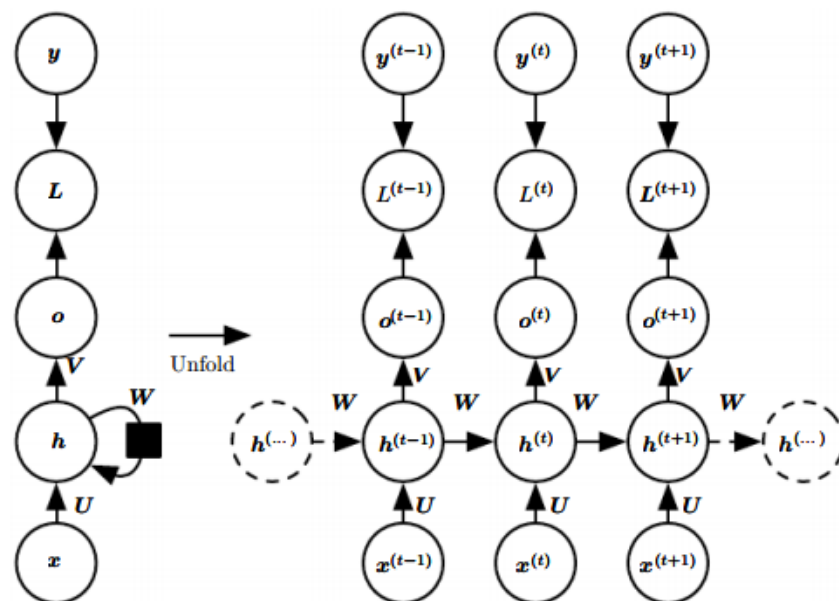 y y^(t−1) y^(t) y^(t+1)
L L^(t−1) L^(t) L^(t+1)
o o^(t−1) o^(t) o^(t+1)
Unfold
V V V V
W W W W W
h h^(...) h^(t−1) h^(t) h^(t+1) h^(...)
U U U U
x x^(t−1) x^(t) x^(t+1)